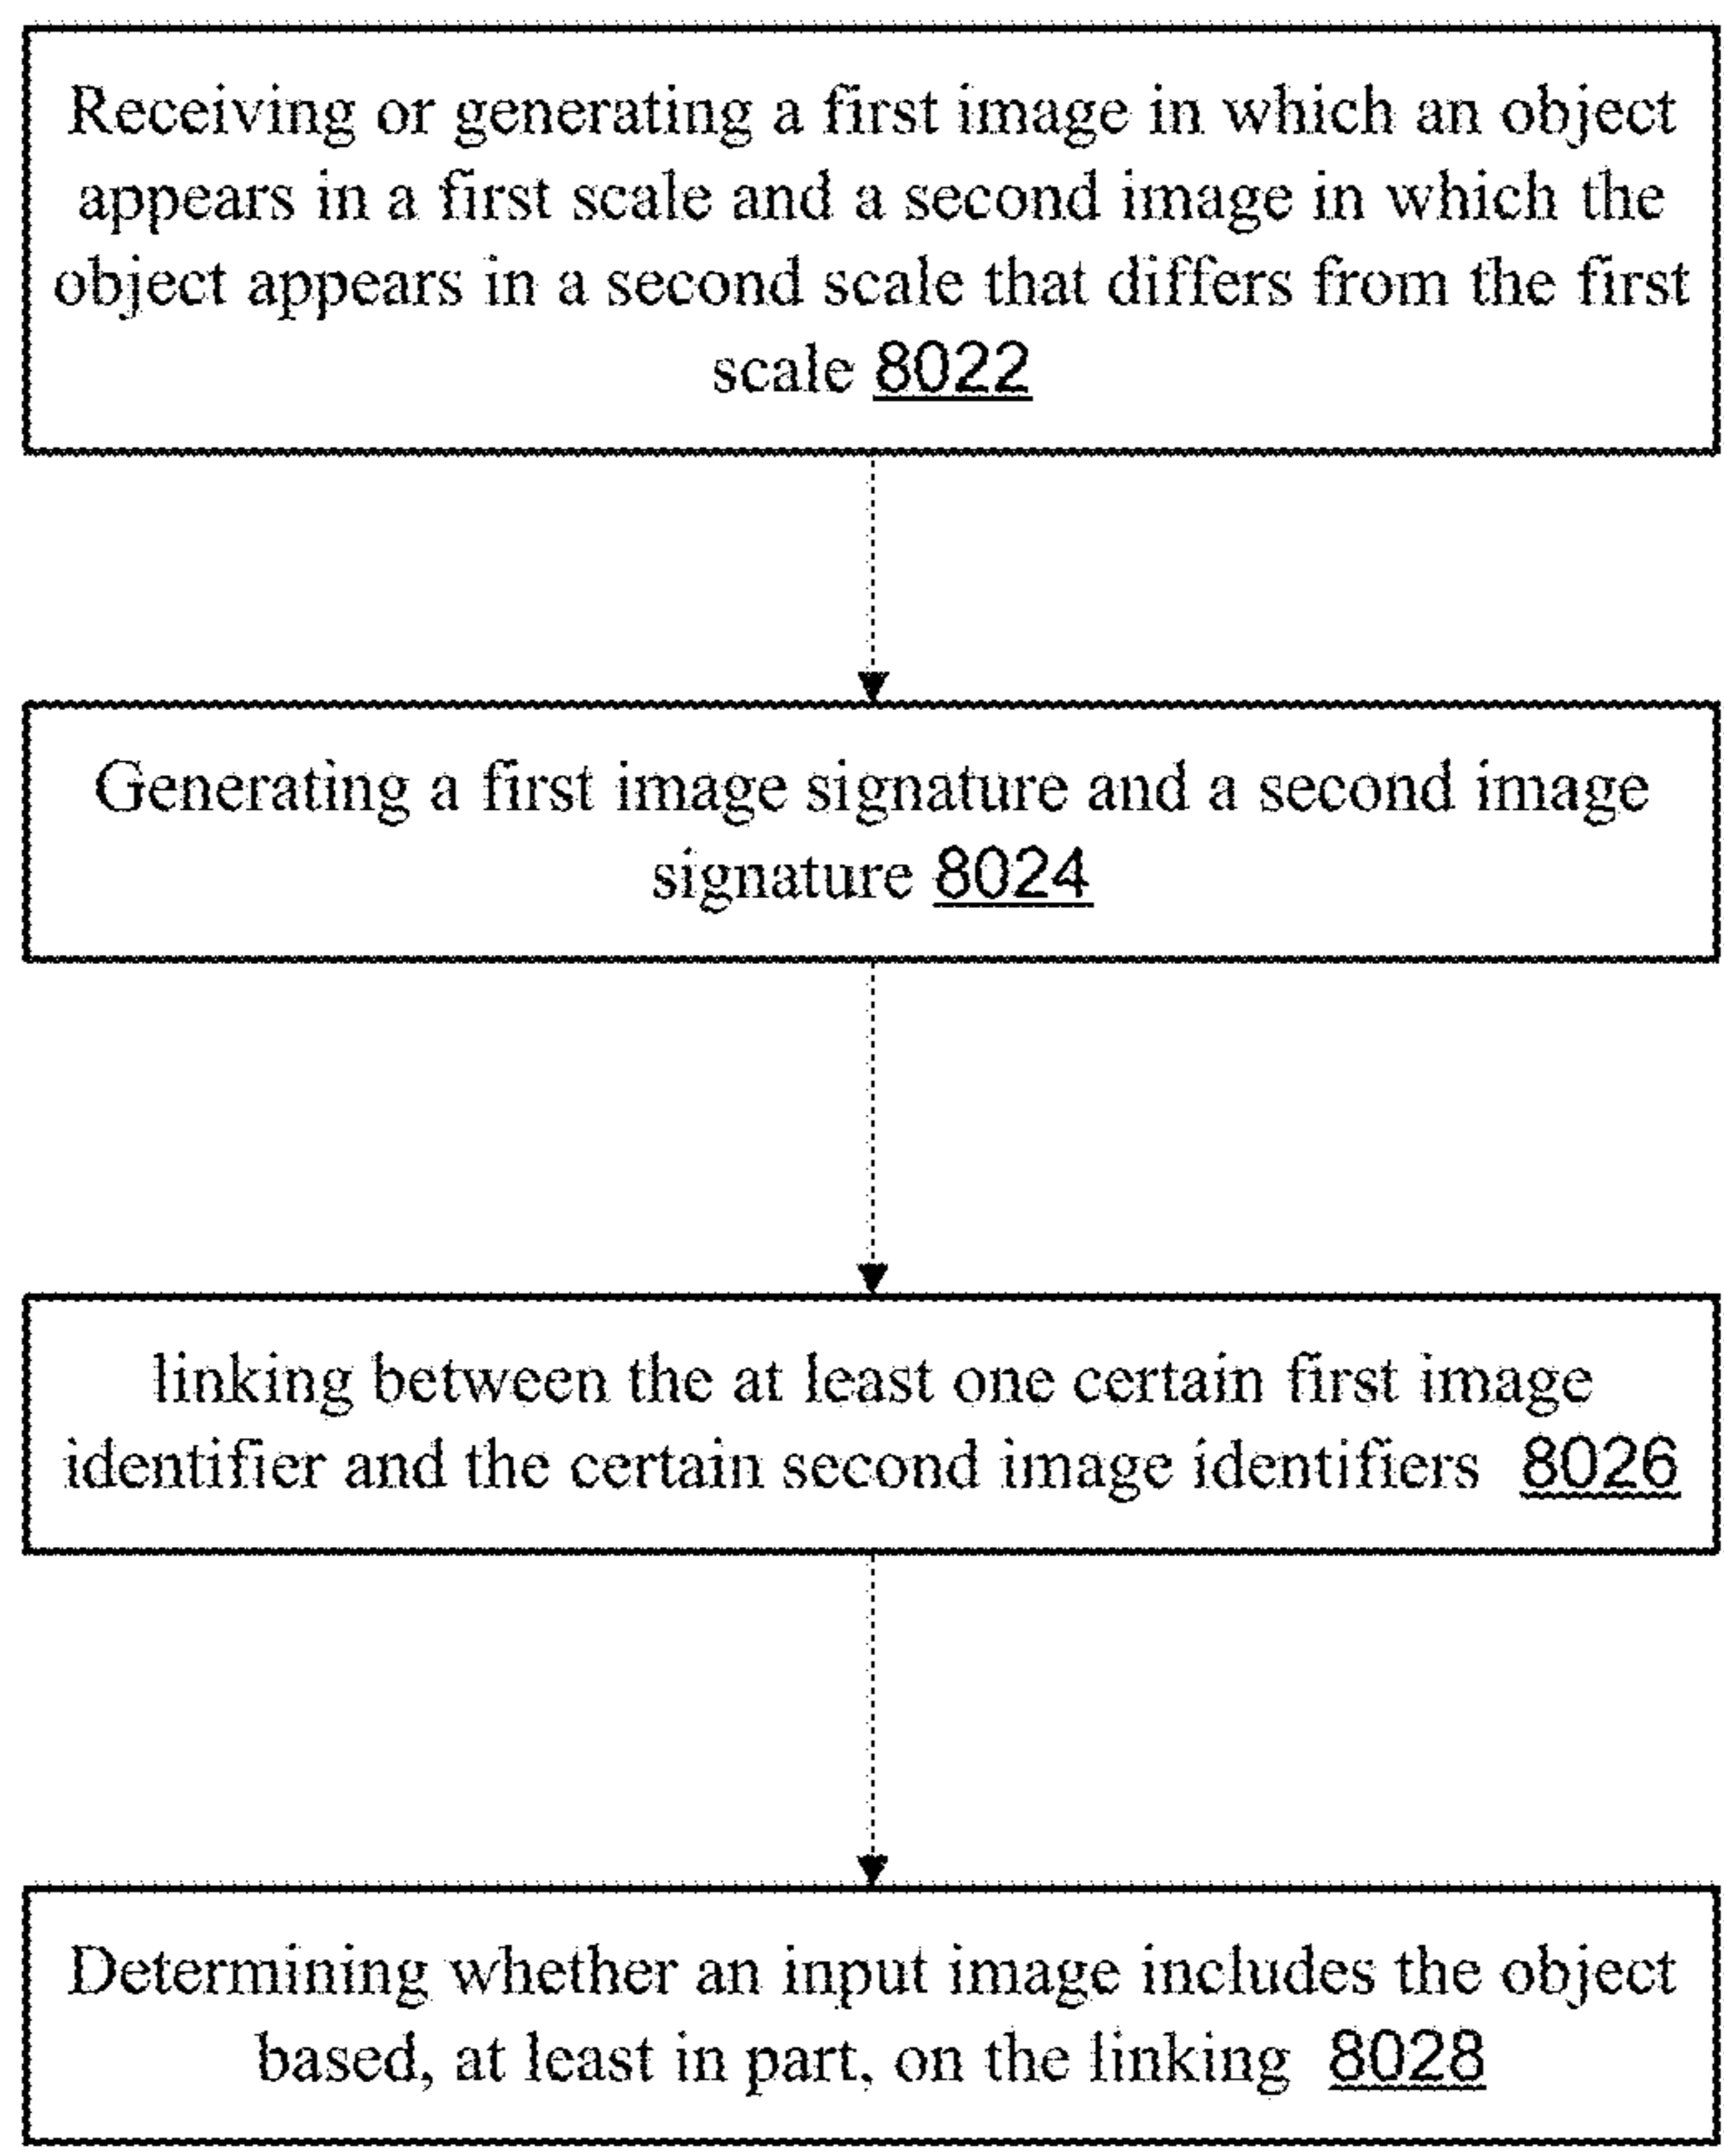 Receiving or generating a first image in which an object
appears in a first scale and a second image in which the
object appears in a second scale that differs from the first
scale 8022
Generating a first image signature and a second image
signature 8024
linking between the at least one certain first image
identifier and the certain second image identifiers 8026
Determining whether an input image includes the object
based, at least in part, on the linking 8028